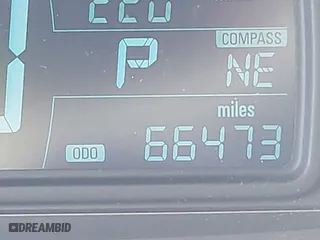 COMPASS
P NE
miles
ODO 66473
DREAMBID